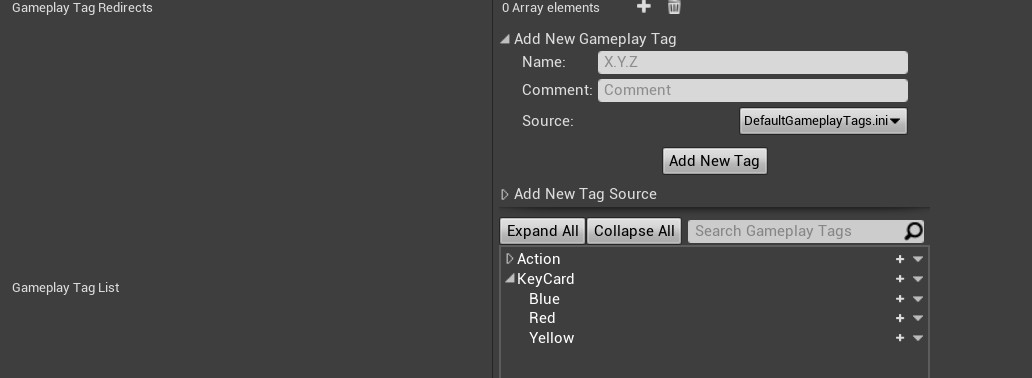 Gameplay Tag Redirects
0 Array elements
Add New Gameplay Tag
Name: X.Y.Z
Comment: Comment
Source: DefaultGameplayTags.ini
Add New Tag
Add New Tag Source
Expand All Collapse All Search Gameplay Tags
Action
KeyCard
Gameplay Tag List
Blue
Red
Yellow